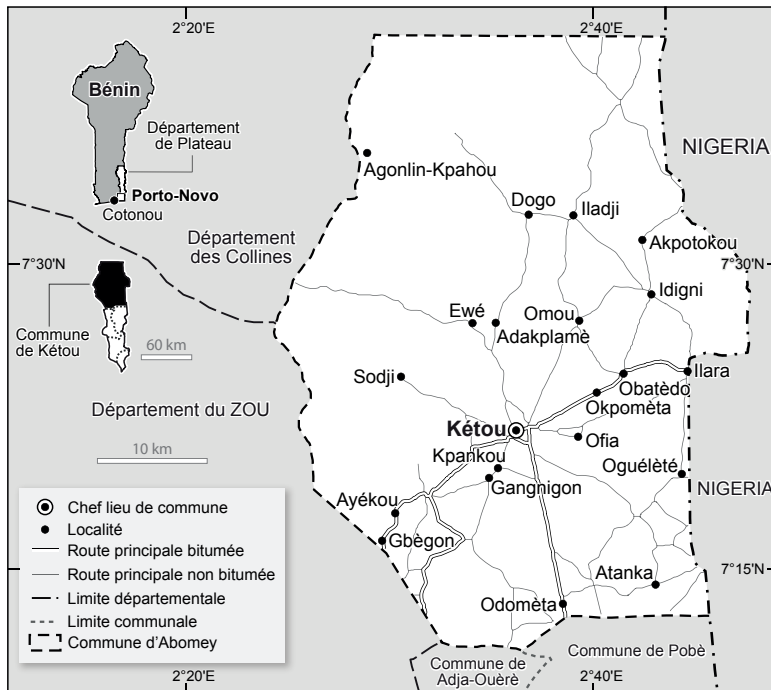 2°20'E
2°40'E
Bénin
Département
de Plateau
Porto-Novo
Cotonou
NIGERIA
Agonlin-Kpahou
Dogo
Iladji
Département
des Collines
Akpotokou
7°30'N
7°30'N
Idigni
Commune
de Kétou
60 km
Ewé
Adakplamè
Omou
Ilara
Sodji
Obatèdo
Okpomèta
Département du ZOU
Kétou
Ofia
10 km
Kpankou
Gangnigon
Oguélèté
NIGERIA
Ayékou
Gbègon
7°15'N
Atanka
Odomèta
Chef lieu de commune
Localité
Route principale bitumée
Route principale non bitumée
Limite départementale
Limite communale
Commune d'Abomey
Commune de
Adja-Ouèrè
Commune de Pobè
2°20'E
2°40'E